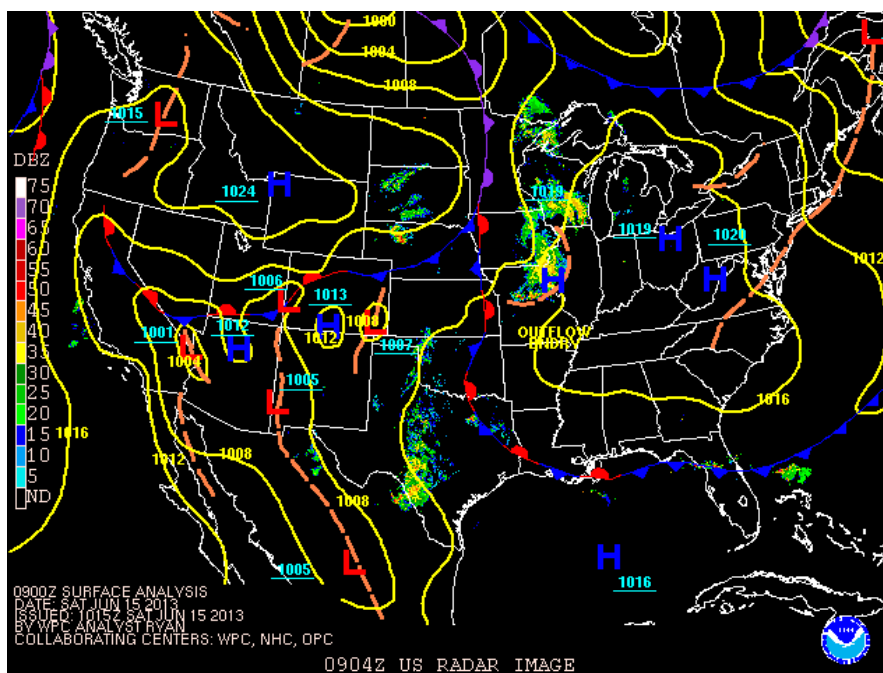 1000
1004
1008
L
1015
L
DBZ
75
70
65
60
55
50
45
40
35
30
25
20
15
10
5
ND
1024
H
1019
H
1020
H
1012
1006
L
1013
H
1012
1008
L
1007
1001
L
1004
1012
H
H
OUTFLOW
BNDRY
1005
L
1016
1016
1012
1008
1008
1005
L
H
1016
0900Z SURFACE ANALYSIS
DATE: SAT JUN 15 2013
ISSUED: 1015Z SAT JUN 15 2013
BY WPC ANALYST RYAN
COLLABORATING CENTERS: WPC, NHC, OPC
0904Z US RADAR IMAGE